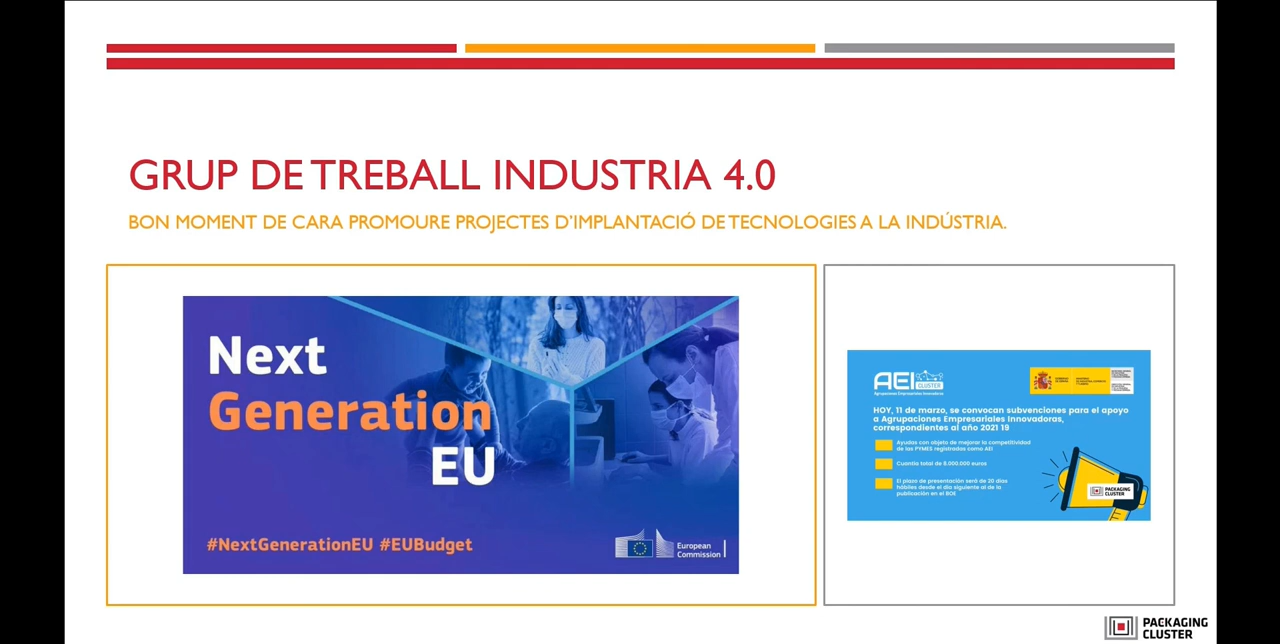 GRUP DE TREBALL INDUSTRIA 4.0
BON MOMENT DE CARA PROMOURE PROJECTES D'IMPLANTACIÓ DE TECNOLOGIES A LA INDÚSTRIA.
Next
Generation
EU
#NextGenerationEU #EUBudget
European
Commission
AEI
CLUSTER
Agrupaciones Empresariales Innovadoras
HOY, 11 de marzo, se convocan subvenciones para el apoyo
a Agrupaciones Empresariales Innovadoras,
correspondientes al año 2021 19
Ayudas con objeto de mejorar la competitividad
de las PYMES registradas como AEI
Cuantía total de 8.000.000 euros
El plazo de presentación será de 20 días
hábiles desde el día siguiente al de la
publicación en el BOE
PACKAGING
CLUSTER
PACKAGING
CLUSTER